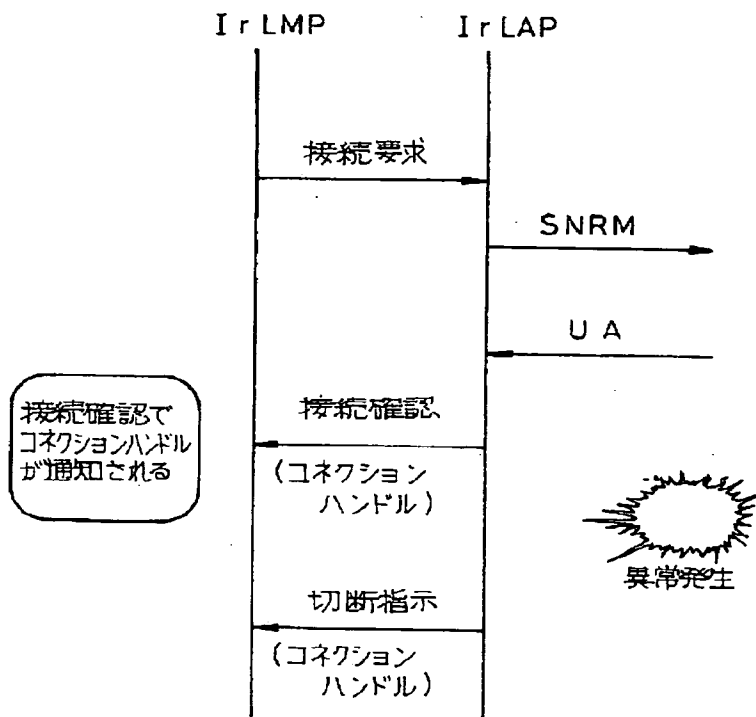 IrLMP IrLAP
接続要求
SNRM
UA
接続確認で
コネクションハンドル
が通知される
接続確認
(コネクション
ハンドル)
異常発生
切断指示
(コネクション
ハンドル)